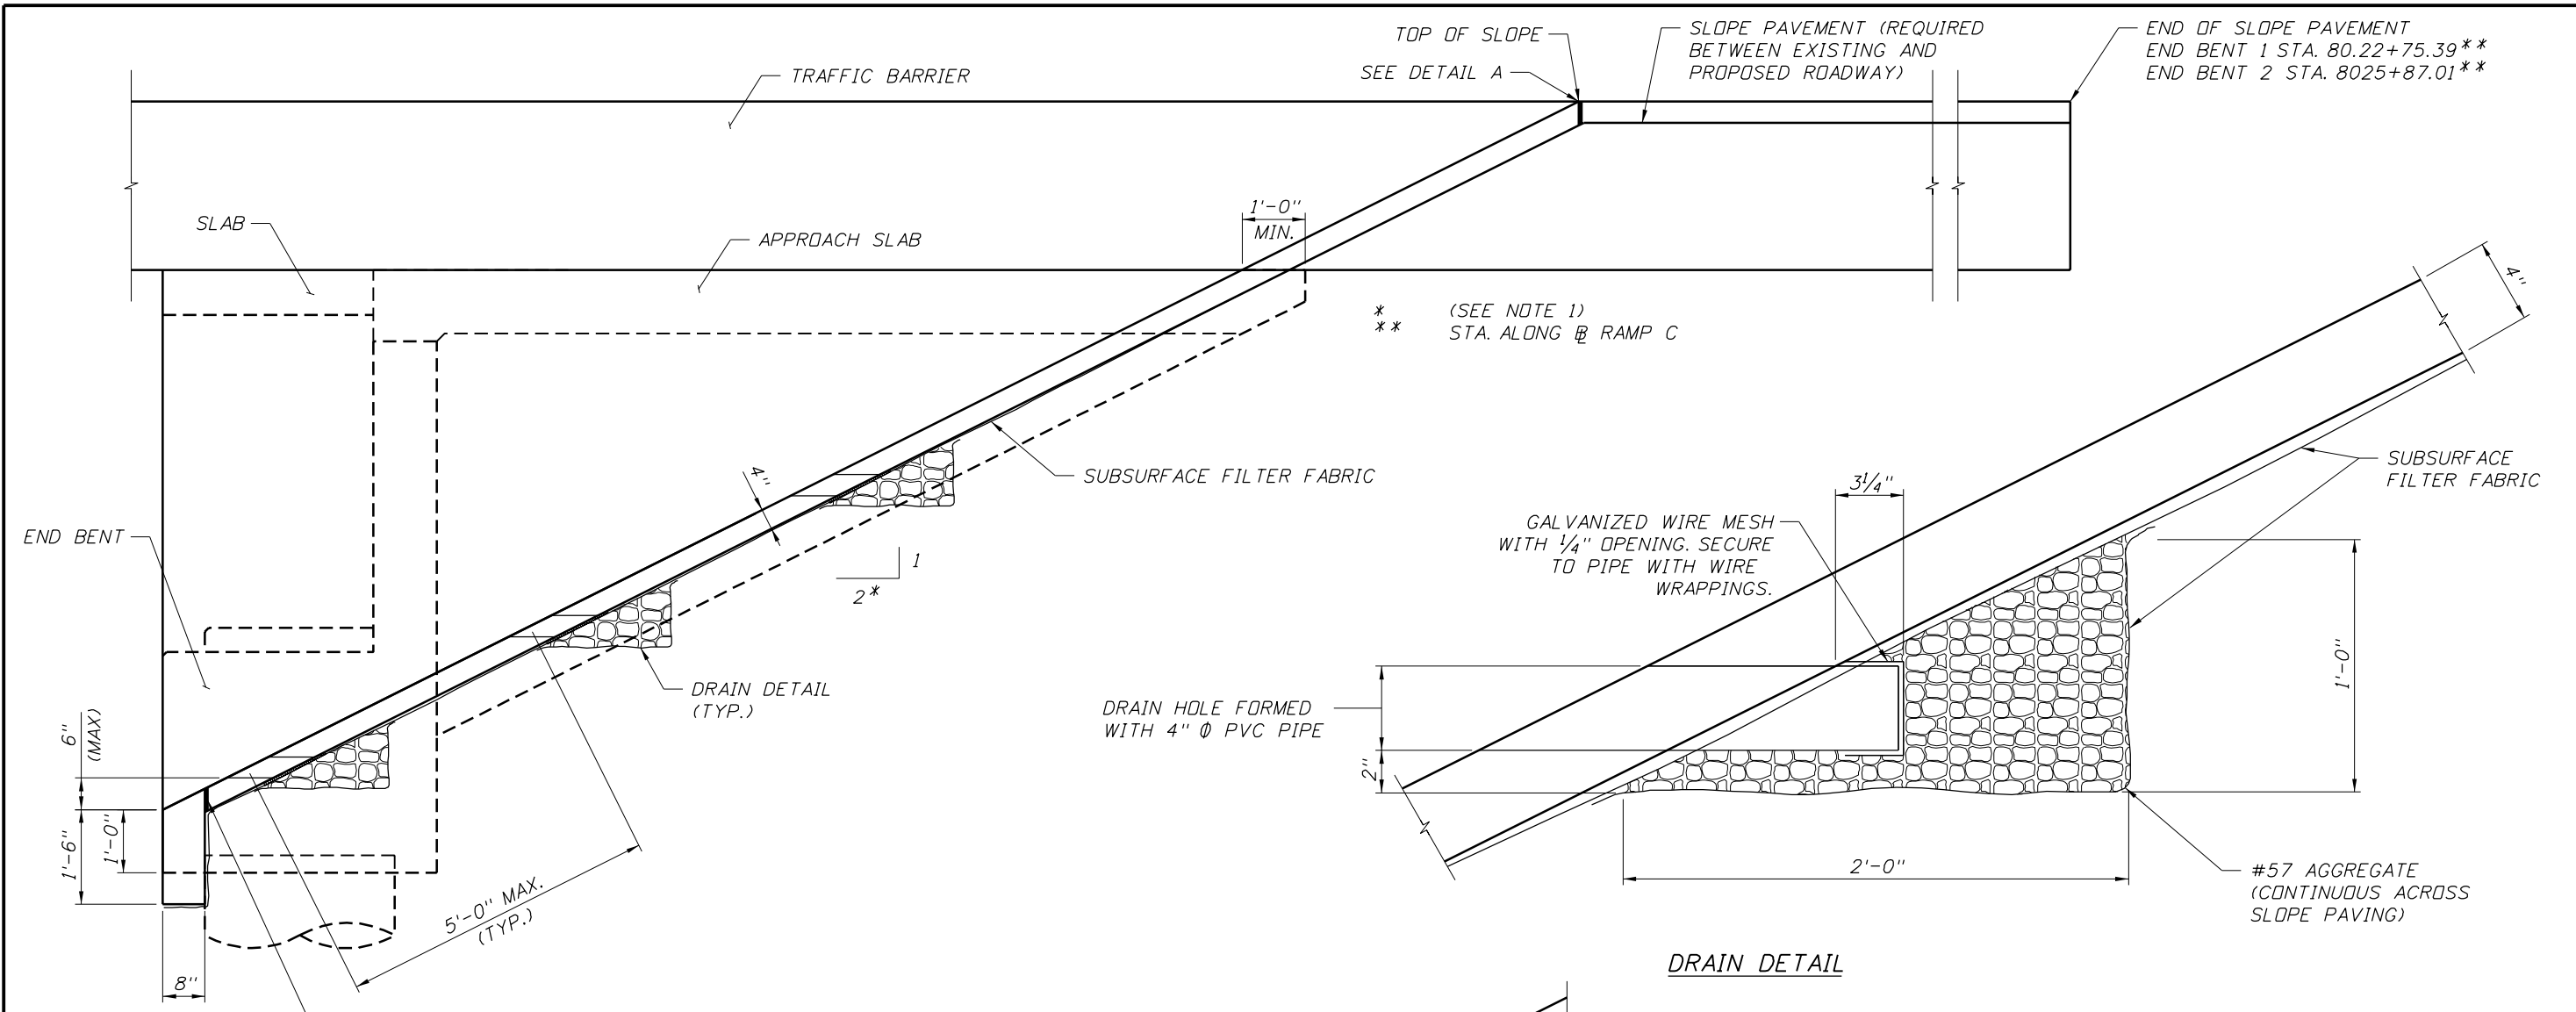 TOP OF SLOPE
SEE DETAIL A
SLOPE PAVEMENT (REQUIRED
BETWEEN EXISTING AND
PROPOSED ROADWAY)
END OF SLOPE PAVEMENT
END BENT 1 STA. 80.22+75.39**
END BENT 2 STA. 8025+87.01**
TRAFFIC BARRIER
SLAB
APPROACH SLAB
1'-0"
MIN.
* (SEE NOTE 1)
** STA. ALONG ⅊ RAMP C
4"
SUBSURFACE FILTER FABRIC
4"
1
2*
END BENT
DRAIN DETAIL
(TYP.)
6"
(MAX)
1'-6"
1'-0"
8"
5'-0" MAX.
(TYP.)
3¼"
GALVANIZED WIRE MESH
WITH ¼" OPENING. SECURE
TO PIPE WITH WIRE
WRAPPINGS.
SUBSURFACE
FILTER FABRIC
DRAIN HOLE FORMED
WITH 4" Φ PVC PIPE
2"
1'-0"
2'-0"
#57 AGGREGATE
(CONTINUOUS ACROSS
SLOPE PAVING)
DRAIN DETAIL